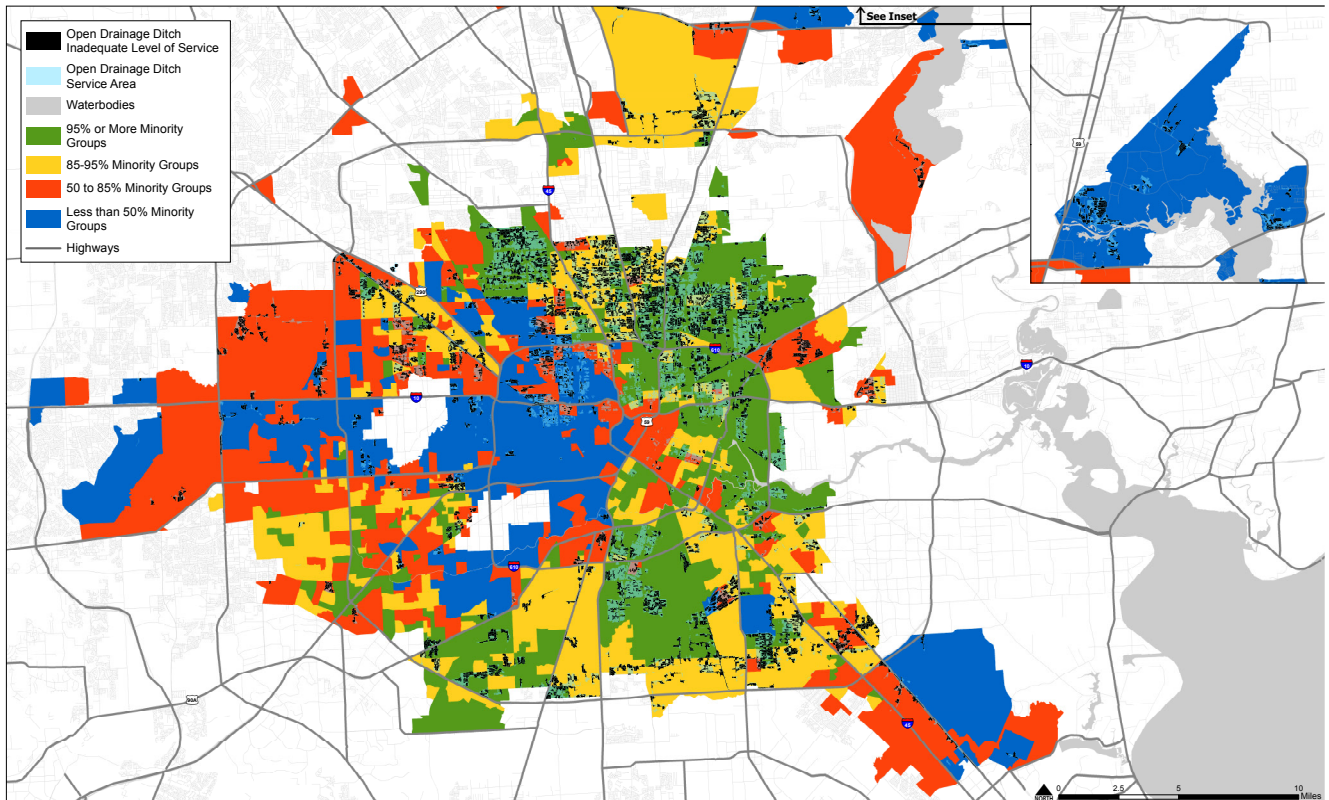 Open Drainage Ditch
Inadequate Level of Service
Open Drainage Ditch
Service Area
Waterbodies
95% or More Minority
Groups
85-95% Minority Groups
50 to 85% Minority Groups
Less than 50% Minority
Groups
Highways
See Inset
59
45
290
610
10
10
59
610
90A
45
NORTH
0 2.5 5 10
Miles